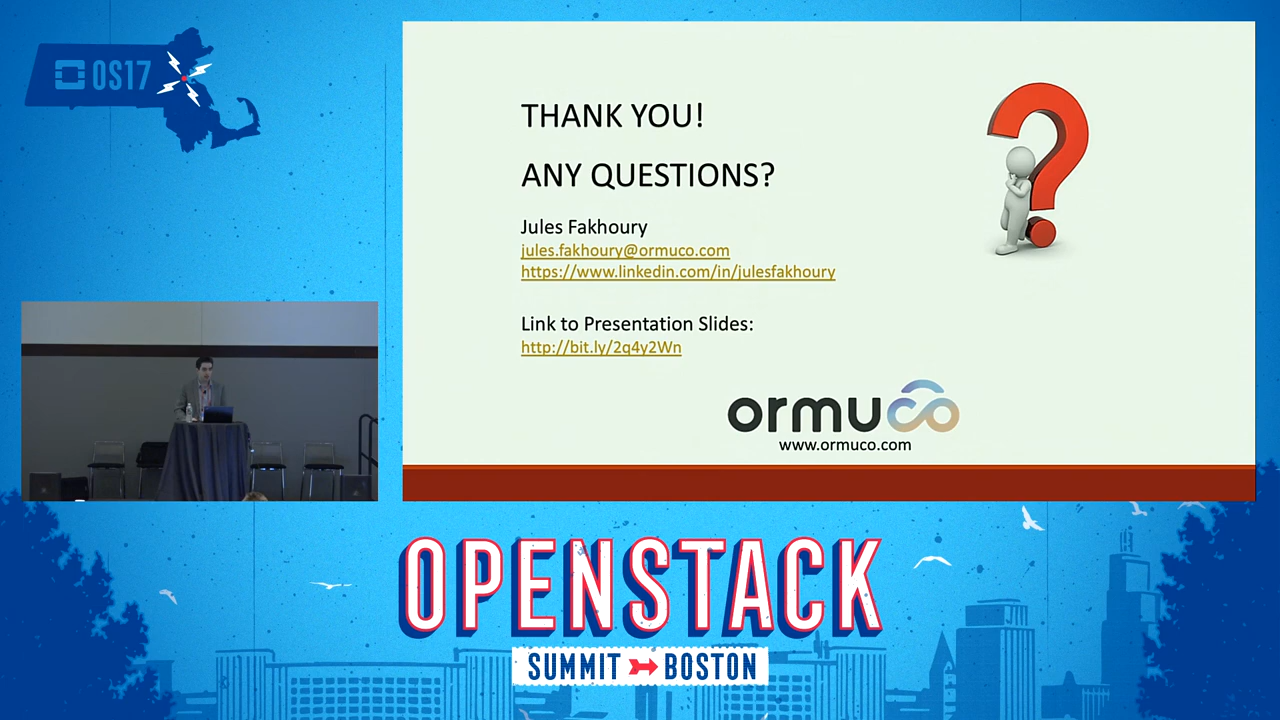 OS17
THANK YOU!
ANY QUESTIONS?
Jules Fakhoury
jules.fakhoury@ormuco.com
https://www.linkedin.com/in/julesfakhoury
Link to Presentation Slides:
http://bit.ly/2q4y2Wn
ormuco
www.ormuco.com
OPENSTACK
SUMMIT BOSTON